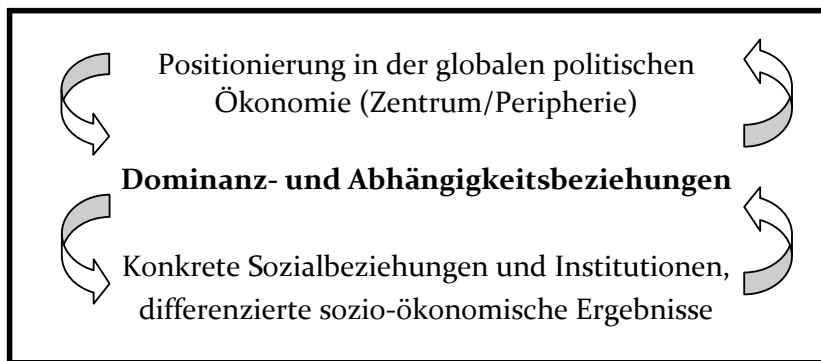 Positionierung in der globalen politischen
Ökonomie (Zentrum/Peripherie)
Dominanz- und Abhängigkeitsbeziehungen
Konkrete Sozialbeziehungen und Institutionen,
differenzierte sozio-ökonomische Ergebnisse